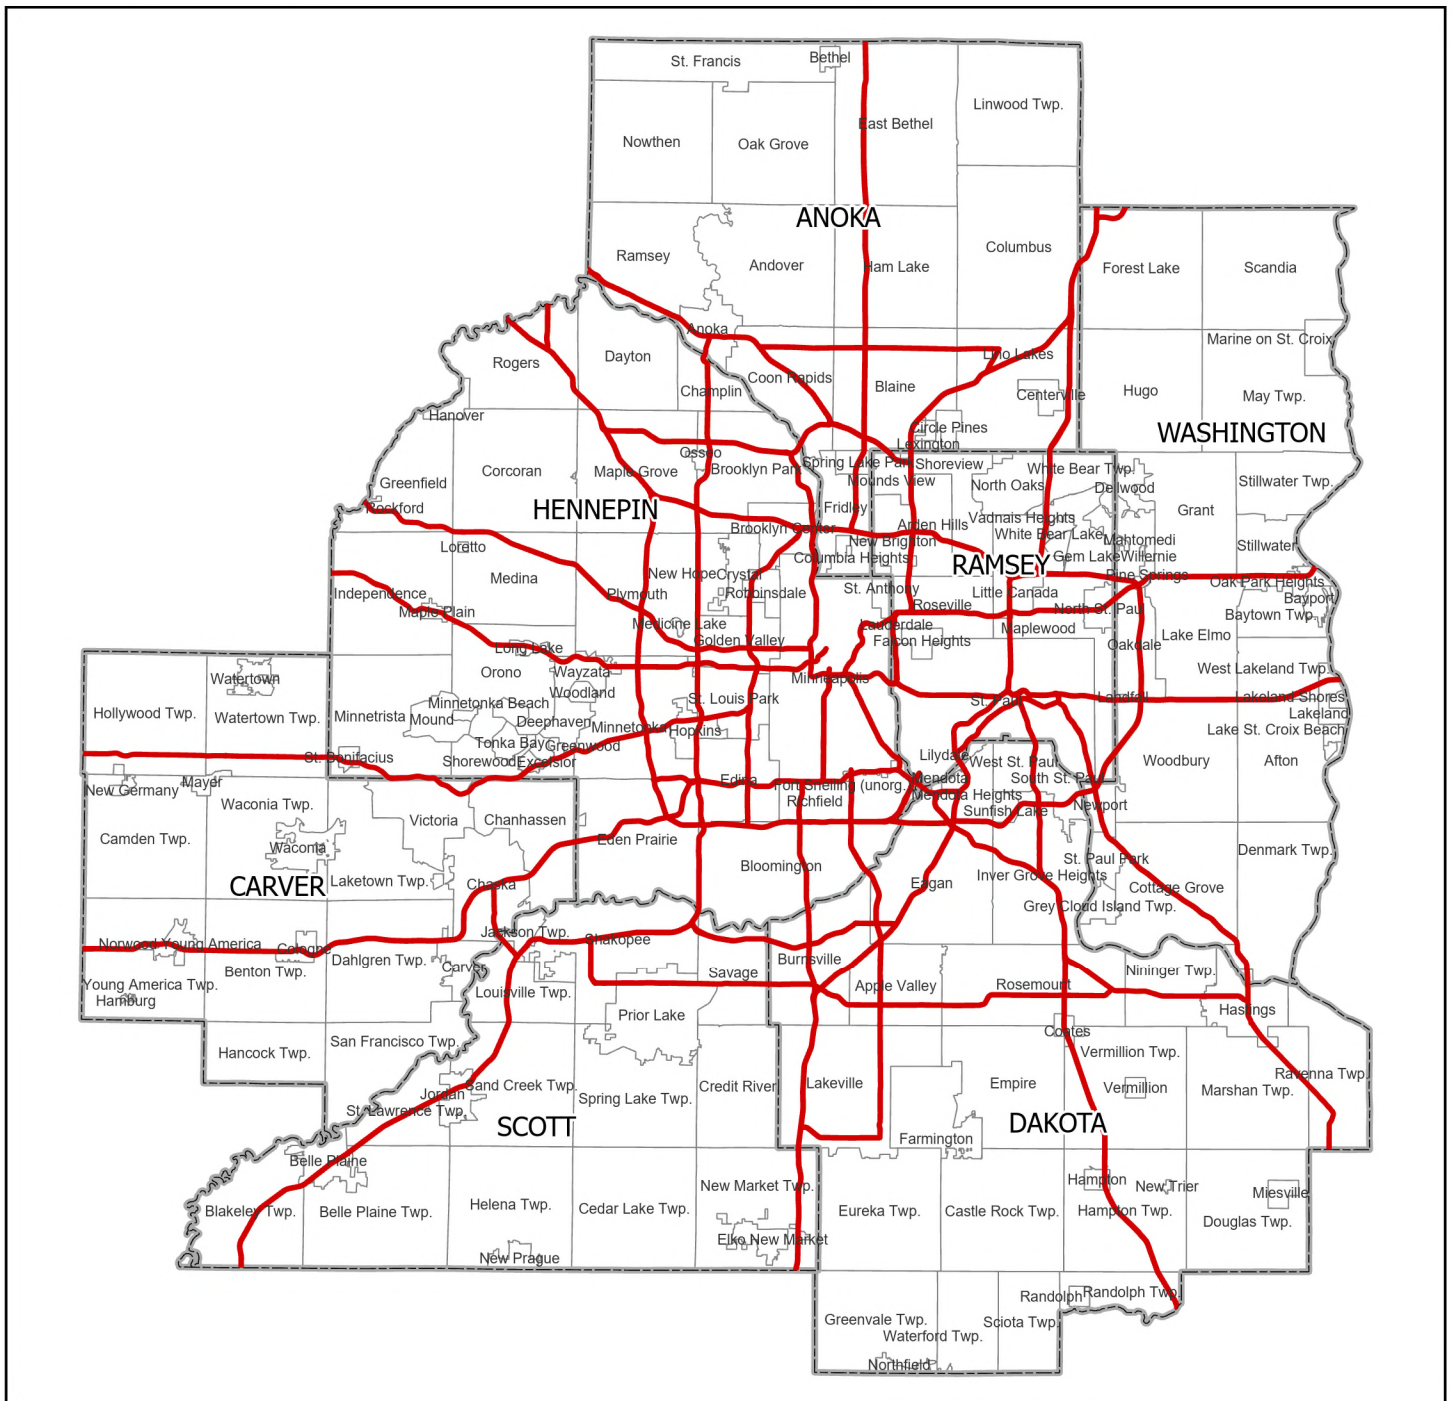 St. Francis
Bethel
Linwood Twp.
East Bethel
Nowthen
Oak Grove
ANOKA
Columbus
Ramsey
Andover
Ham Lake
Forest Lake
Scandia
Anoka
Marine on St. Croix
Lino Lakes
Rogers
Dayton
Coon Rapids
Blaine
Champlin
Centerville
Hugo
May Twp.
Hanover
Circle Pines
WASHINGTON
Lexington
Osseo
Corcoran
Maple Grove
Brooklyn Park
Spring Lake Park
Shoreview
White Bear Twp.
Mounds View
Greenfield
North Oaks
Dellwood
Stillwater Twp.
Rockford
HENNEPIN
Fridley
Grant
Vadnais Heights
Brooklyn Center
Arden Hills
White Bear Lake
New Brighton
Mahtomedi
Loretto
Columbia Heights
Gem Lake
Willernie
Stillwater
RAMSEY
Medina
New Hope
Crystal
Pine Springs
Oak Park Heights
Independence
Plymouth
Robbinsdale
St. Anthony
Little Canada
Bayport
Maple Plain
Roseville
North St. Paul
Baytown Twp.
Medicine Lake
Lauderdale
Maplewood
Lake Elmo
Long Lake
Golden Valley
Falcon Heights
Oakdale
Orono
Wayzata
West Lakeland Twp.
Watertown
Minneapolis
Woodland
Hollywood Twp.
Watertown Twp.
Minnetrista
Minnetonka Beach
St. Louis Park
St. Paul
Landfall
Lakeland Shores
Mound
Deephaven
Minnetonka
Hopkins
Lakeland
Lake St. Croix Beach
Tonka Bay
Greenwood
St. Bonifacius
Shorewood
Excelsior
Lilydale
West St. Paul
Woodbury
Afton
New Germany
Mayer
Edina
Fort Snelling (unorg.
Mendota
South St. Paul
Waconia Twp.
Richfield
Mendota Heights
Newport
Victoria
Chanhassen
Sunfish Lake
Camden Twp.
Waconia
Eden Prairie
Bloomington
St. Paul Park
Denmark Twp.
CARVER
Laketown Twp.
Chaska
Eagan
Inver Grove Heights
Cottage Grove
Grey Cloud Island Twp.
Norwood Young America
Cologne
Jackson Twp.
Shakopee
Dahlgren Twp.
Carver
Burnsville
Benton Twp.
Savage
Nininger Twp.
Young America Twp.
Louisville Twp.
Apple Valley
Rosemount
Hamburg
Prior Lake
Hastings
Hancock Twp.
San Francisco Twp.
Coates
Vermillion Twp.
Jordan
Sand Creek Twp.
Spring Lake Twp.
Credit River
Lakeville
Empire
Vermillion
Marshan Twp.
Ravenna Twp.
St. Lawrence Twp.
SCOTT
DAKOTA
Farmington
Belle Plaine
New Market Twp.
Hampton
New Trier
Miesville
Blakeley Twp.
Belle Plaine Twp.
Helena Twp.
Cedar Lake Twp.
Eureka Twp.
Castle Rock Twp.
Hampton Twp.
Douglas Twp.
Elko New Market
New Prague
Randolph
Randolph Twp.
Greenvale Twp.
Sciota Twp.
Waterford Twp.
Northfield